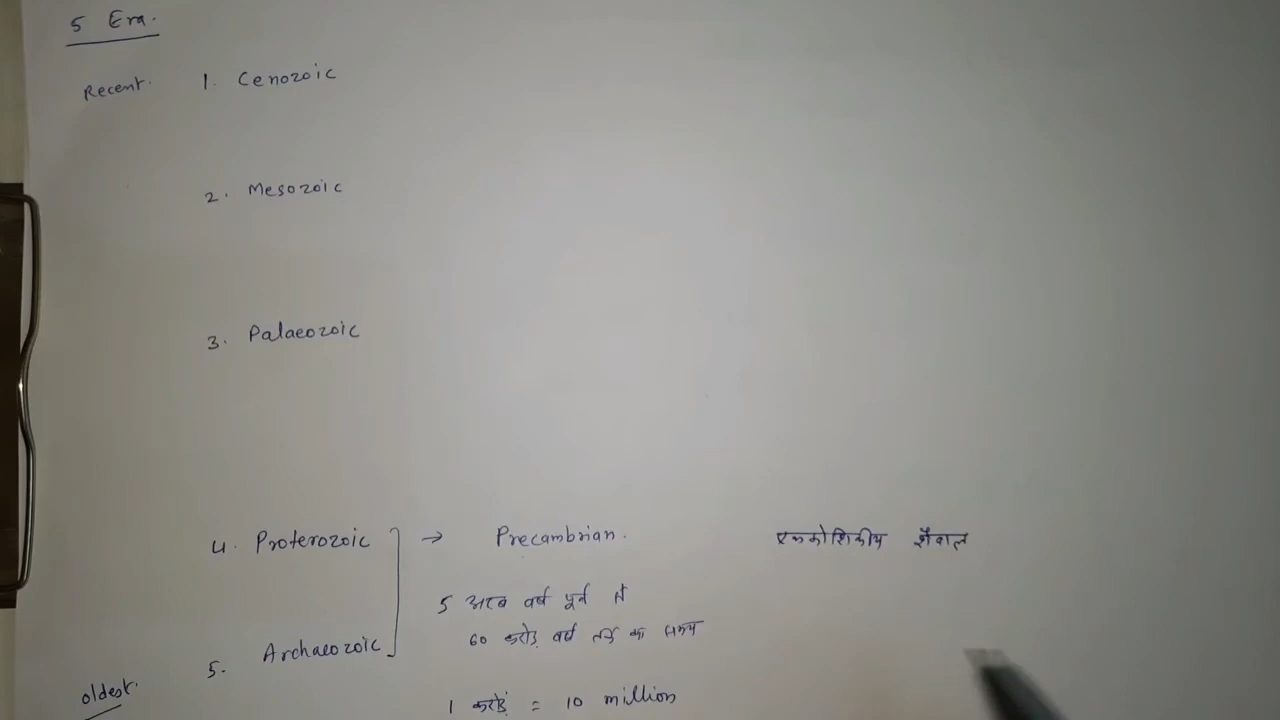 5 Era.
Recent. 1. Cenozoic
2. Mesozoic
3. Palaeozoic
4. Proterozoic → Precambrian. एककोशिकीय शैवाल
5 अरब वर्ष पूर्व से
60 करोड़ वर्ष तक का समय
5. Archaeozoic
oldest.
1 करोड़ = 10 million